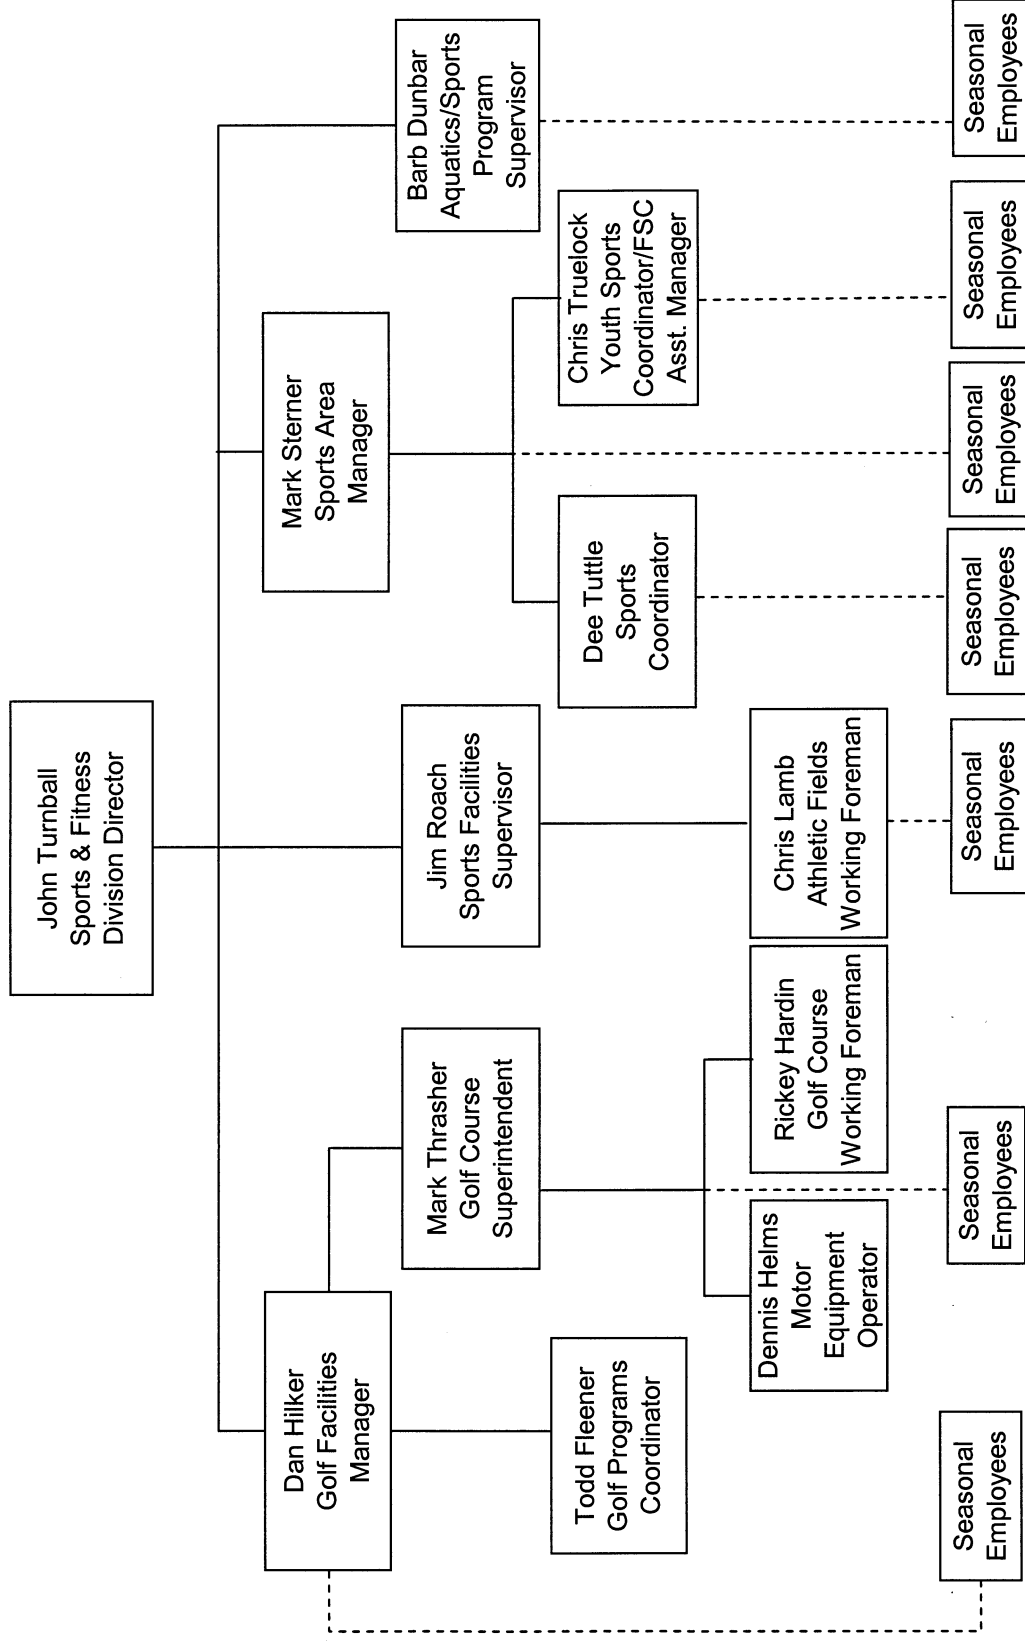 John Turnball
Sports & Fitness
Division Director
Dan Hilker
Golf Facilities
Manager
Mark Sterner
Sports Area
Manager
Mark Thrasher
Golf Course
Superintendent
Jim Roach
Sports Facilities
Supervisor
Barb Dunbar
Aquatics/Sports
Program
Supervisor
Todd Fleener
Golf Programs
Coordinator
Dee Tuttle
Sports
Coordinator
Chris Truelock
Youth Sports
Coordinator/FSC
Asst. Manager
Dennis Helms
Motor
Equipment
Operator
Rickey Hardin
Golf Course
Working Foreman
Chris Lamb
Athletic Fields
Working Foreman
Seasonal
Employees
Seasonal
Employees
Seasonal
Employees
Seasonal
Employees
Seasonal
Employees
Seasonal
Employees
Seasonal
Employees